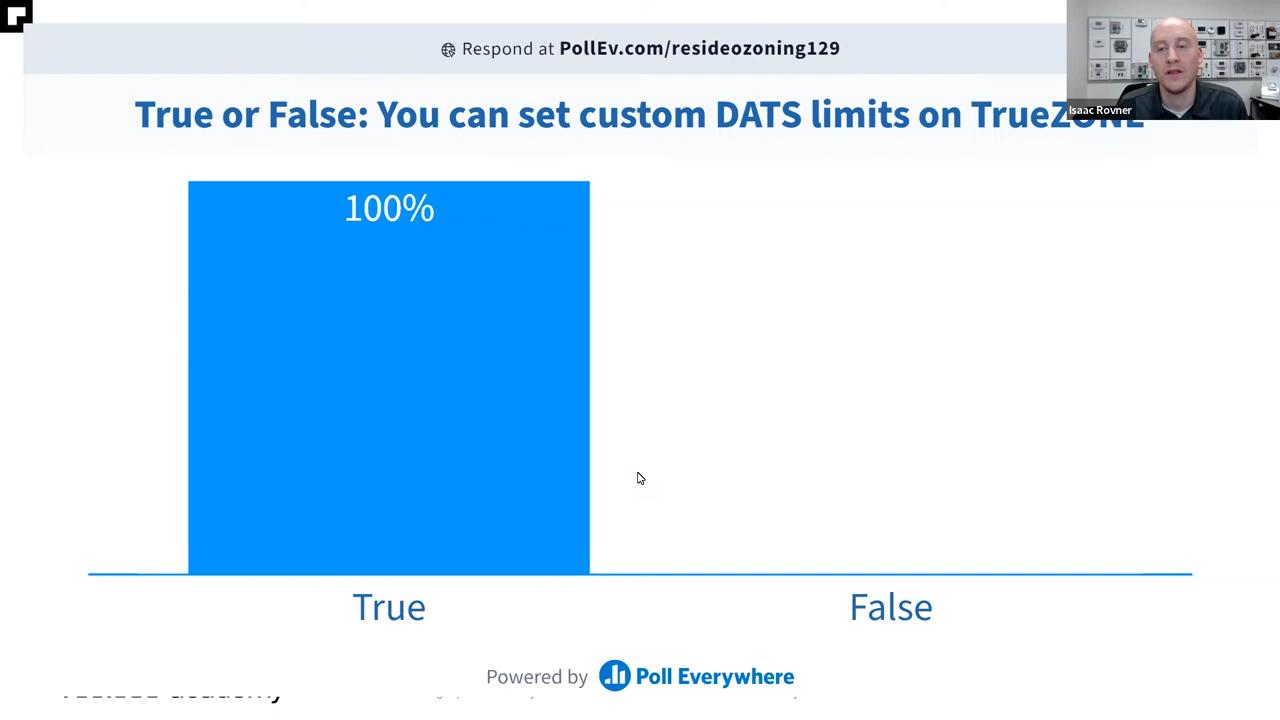 Respond at PollEv.com/resideozoning129
True or False: You can set custom DATS limits on TrueZONE
Isaac Rovner
100%
True
False
Powered by Poll Everywhere
academy